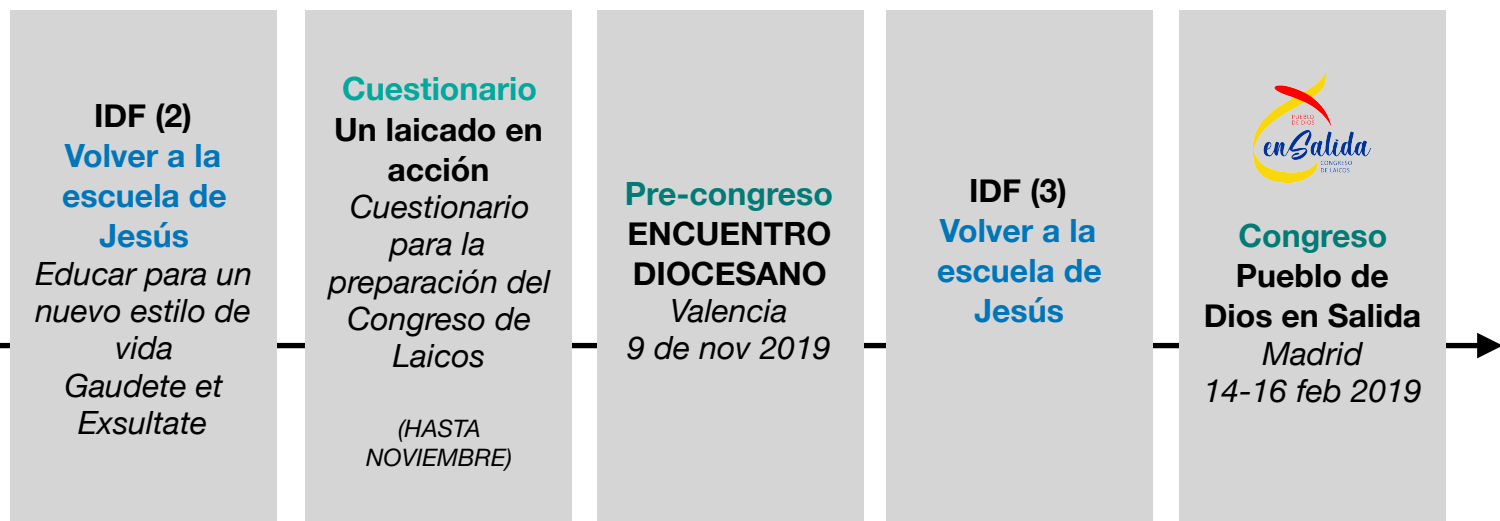 IDF (2)
Volver a la
escuela de
Jesús
Educar para un
nuevo estilo de
vida
Gaudete et
Exsultate
Cuestionario
Un laicado en
acción
Cuestionario
para la
preparación del
Congreso de
Laicos
(HASTA
NOVIEMBRE)
Pre-congreso
ENCUENTRO
DIOCESANO
Valencia
9 de nov 2019
IDF (3)
Volver a la
escuela de
Jesús
PUEBLO
DE DIOS
enSalida
CONGRESO
DE LAICOS
Congreso
Pueblo de
Dios en Salida
Madrid
14-16 feb 2019